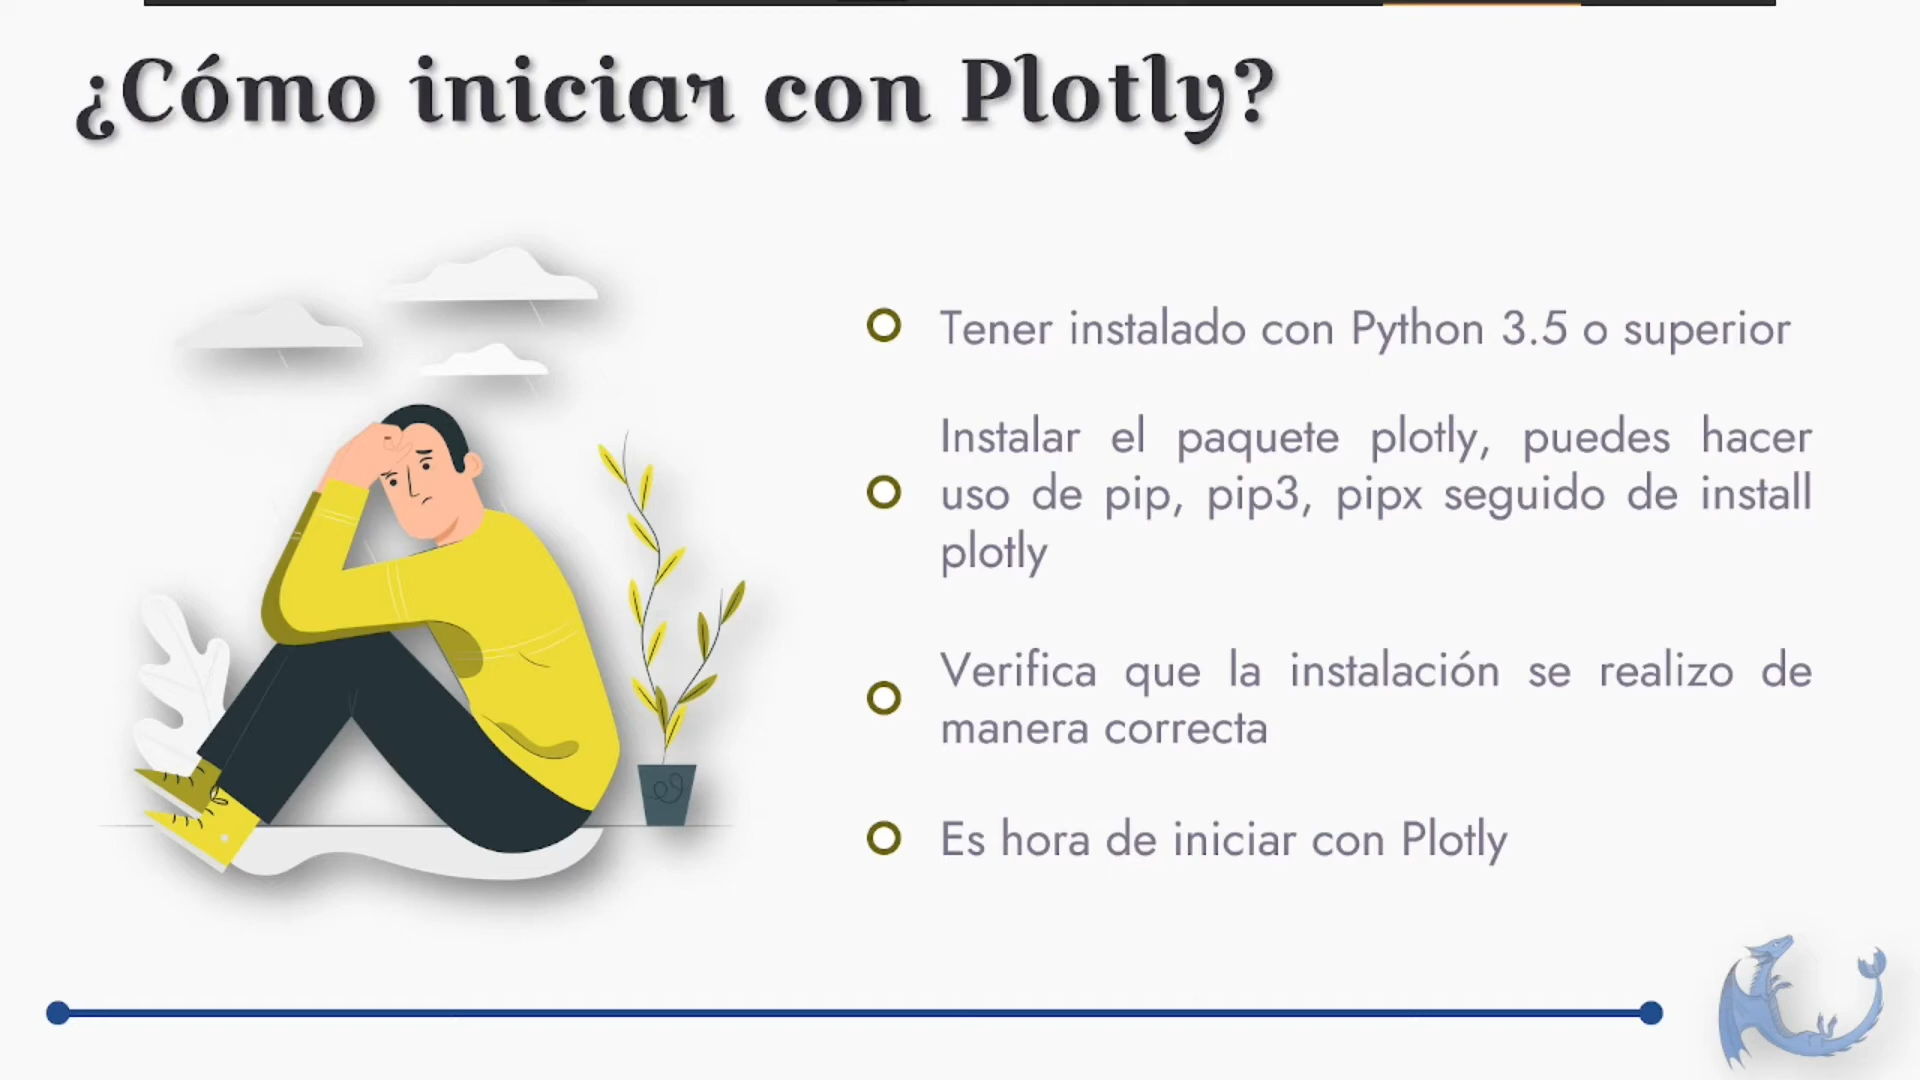 ¿Cómo iniciar con Plotly?
Tener instalado con Python 3.5 o superior
Instalar el paquete plotly, puedes hacer
uso de pip, pip3, pipx seguido de install
plotly
Verifica que la instalación se realizo de
manera correcta
Es hora de iniciar con Plotly